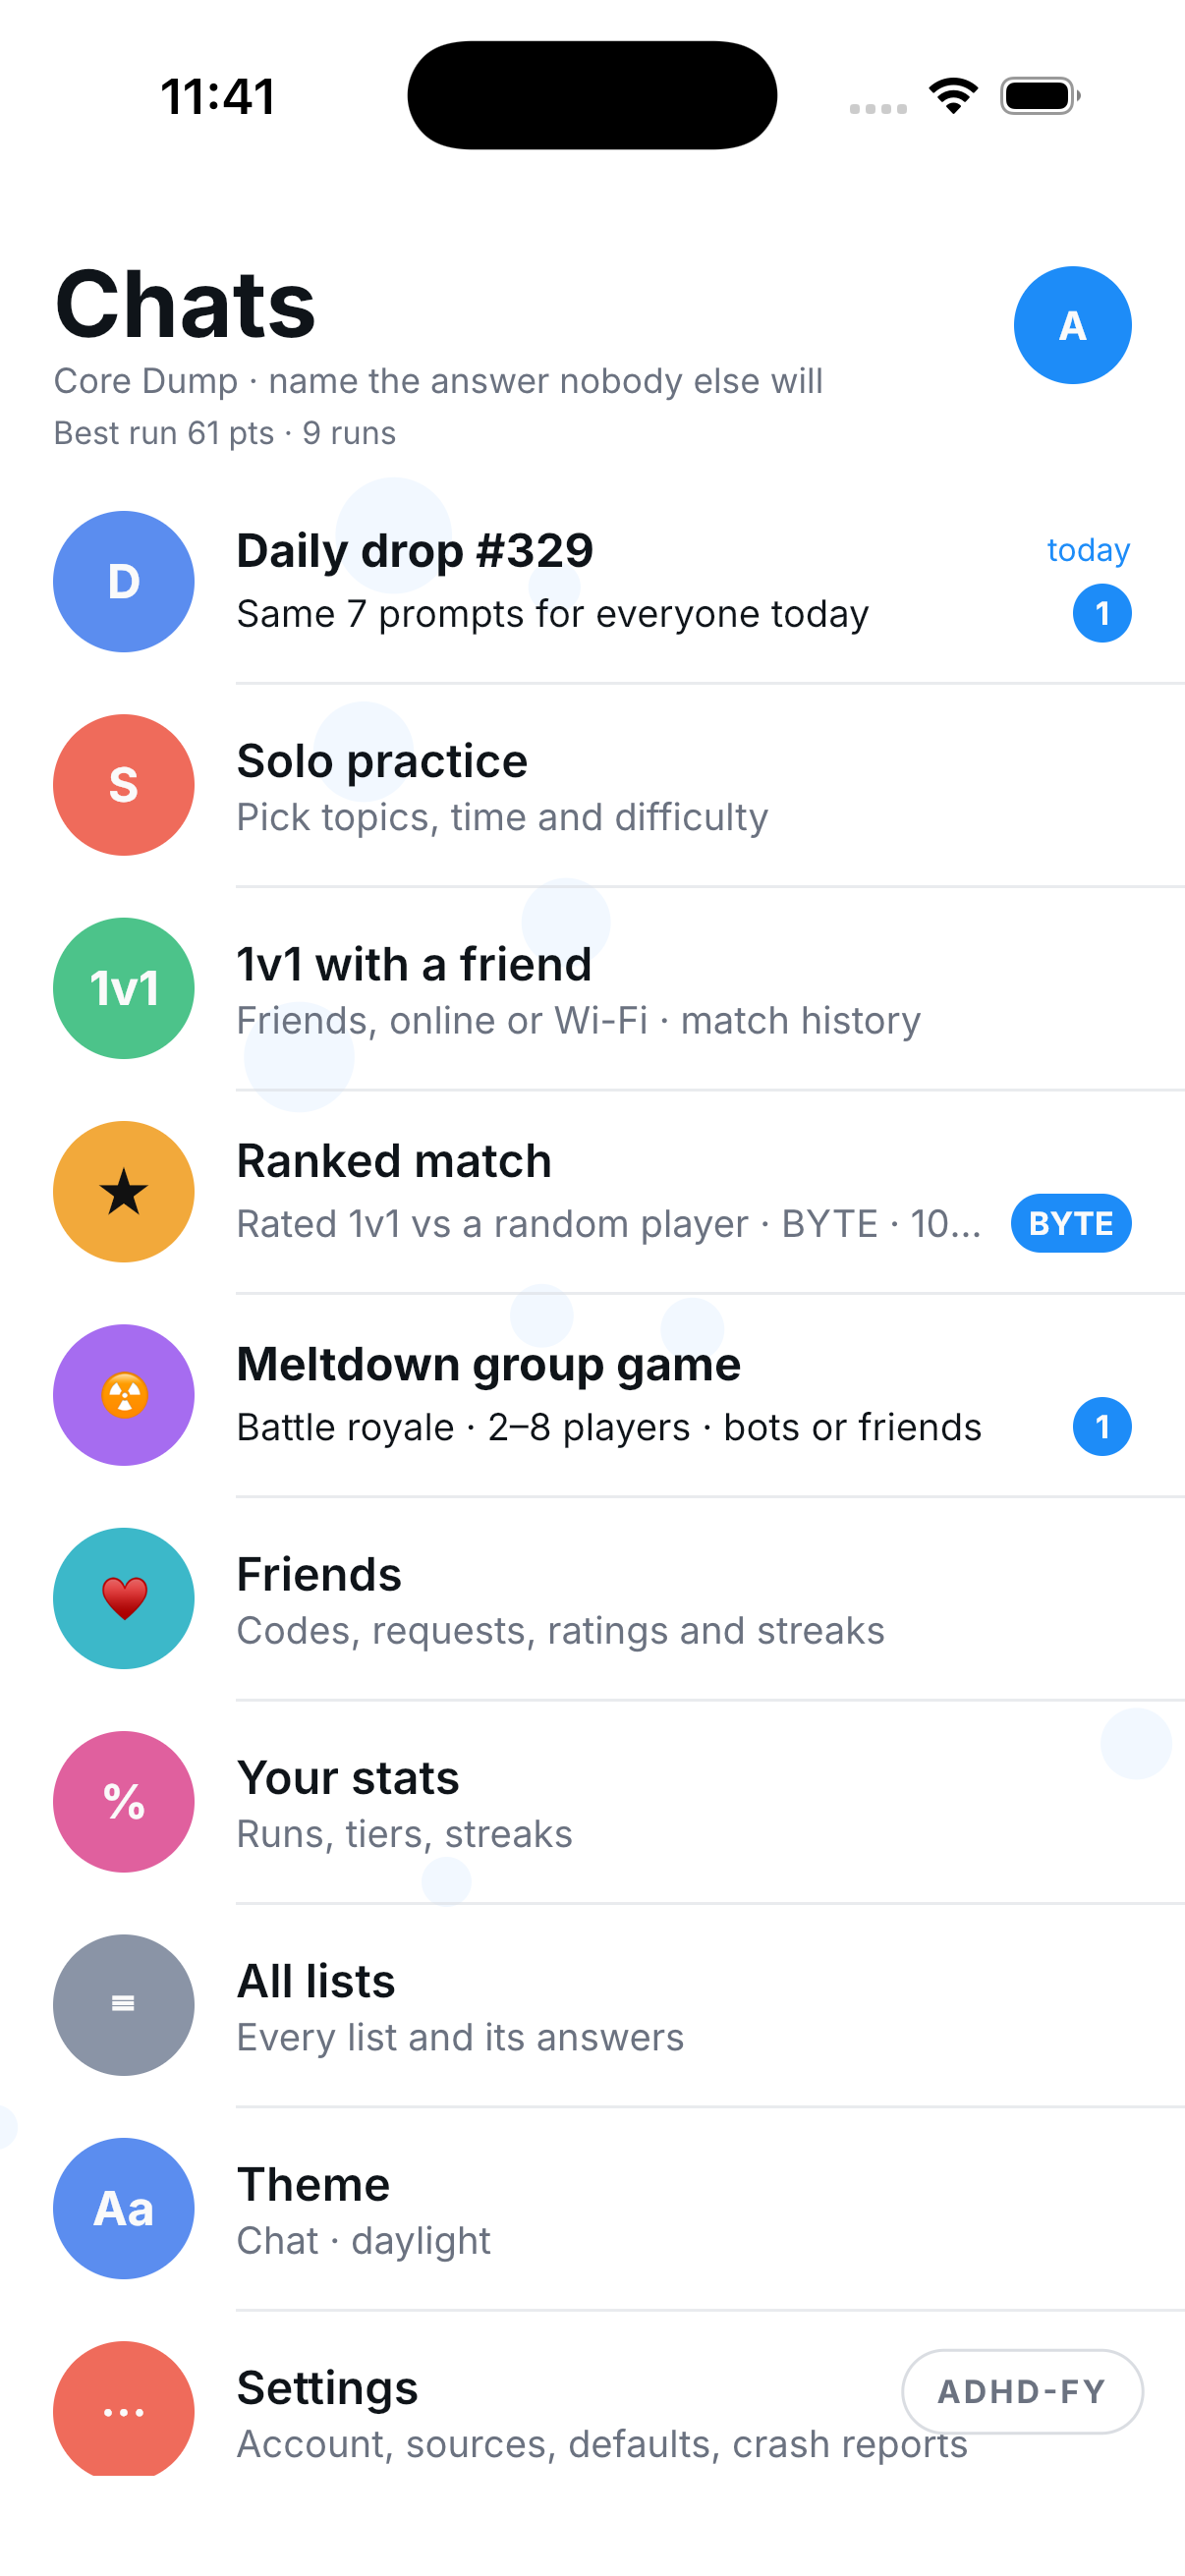 11:41
Chats
A
Core Dump · name the answer nobody else will
Best run 61 pts · 9 runs
D
Daily drop #329
today
Same 7 prompts for everyone today
1
S
Solo practice
Pick topics, time and difficulty
1v1
1v1 with a friend
Friends, online or Wi-Fi · match history
★
Ranked match
Rated 1v1 vs a random player · BYTE · 10...
BYTE
Meltdown group game
Battle royale · 2–8 players · bots or friends
1
Friends
Codes, requests, ratings and streaks
%
Your stats
Runs, tiers, streaks
≡
All lists
Every list and its answers
Aa
Theme
Chat · daylight
...
Settings
ADHD-FY
Account, sources, defaults, crash reports